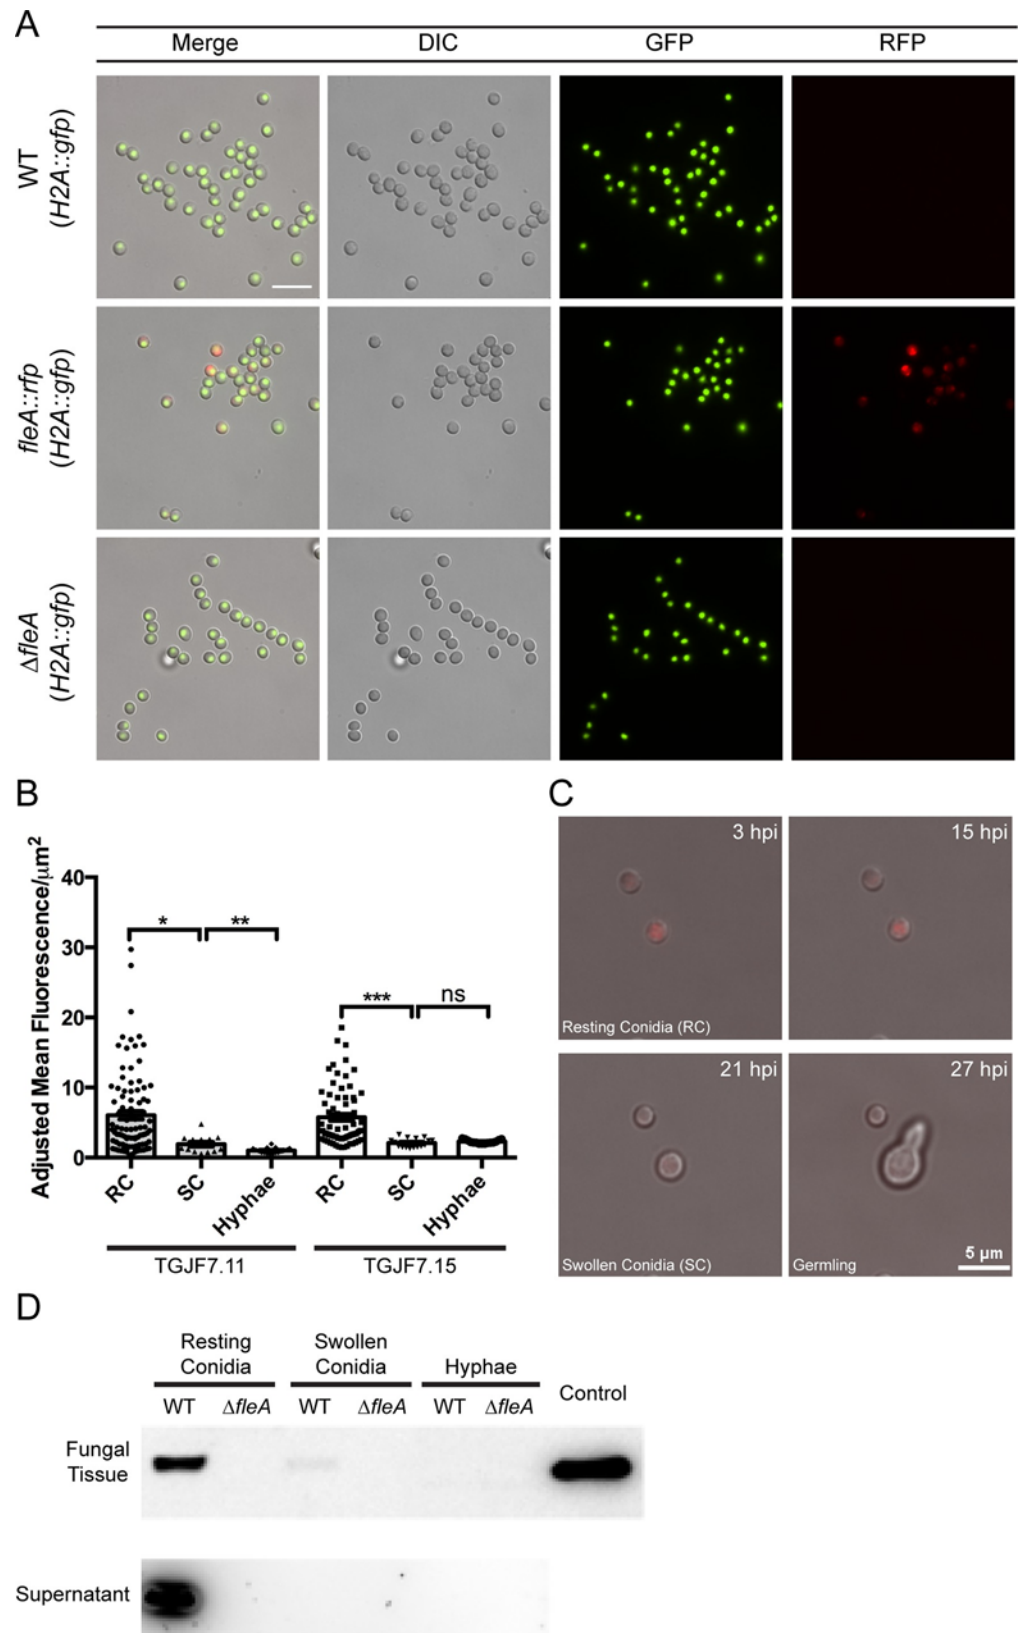 A
Merge DIC GFP RFP
WT
(H2A::gfp)
fleA::rfp
(H2A::gfp)
ΔfleA
(H2A::gfp)
B
Adjusted Mean Fluorescence/μm²
40
30
20
10
0
* **
*** ns
RC SC Hyphae RC SC Hyphae
TGJF7.11 TGJF7.15
C
3 hpi 15 hpi
Resting Conidia (RC)
21 hpi 27 hpi
5 μm
Swollen Conidia (SC) Germling
D
Resting Swollen
Conidia Conidia Hyphae
Control
WT ΔfleA WT ΔfleA WT ΔfleA
Fungal
Tissue
Supernatant